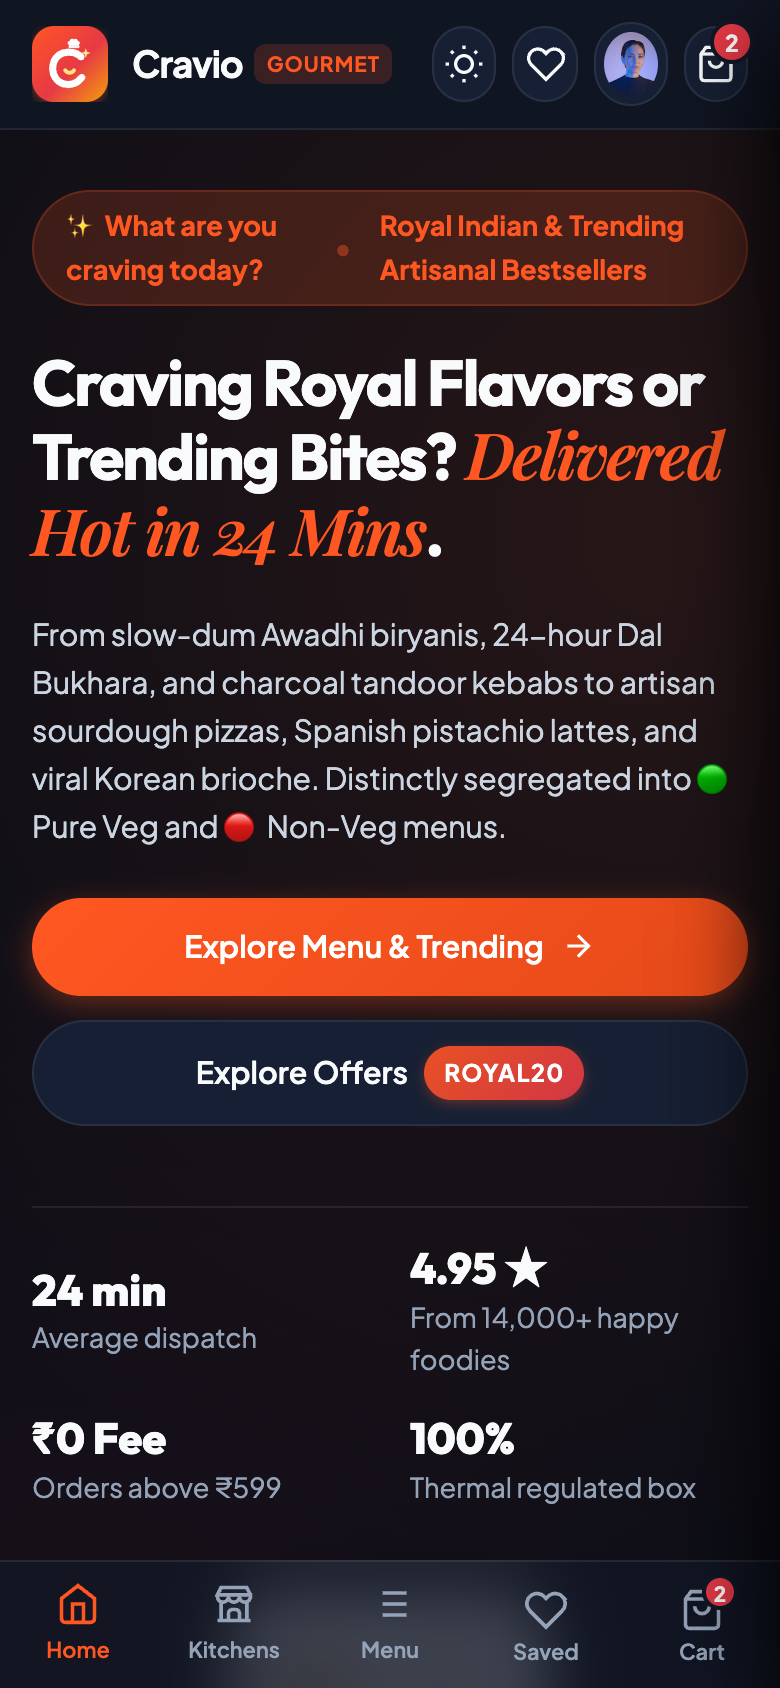 Cravio GOURMET
2
✨ What are you
craving today?
•
Royal Indian & Trending
Artisanal Bestsellers
Craving Royal Flavors or
Trending Bites? Delivered
Hot in 24 Mins.
From slow-dum Awadhi biryanis, 24-hour Dal
Bukhara, and charcoal tandoor kebabs to artisan
sourdough pizzas, Spanish pistachio lattes, and
viral Korean brioche. Distinctly segregated into 🟢
Pure Veg and 🔴 Non-Veg menus.
Explore Menu & Trending →
Explore Offers ROYAL20
24 min
Average dispatch
4.95 ★
From 14,000+ happy
foodies
₹0 Fee
Orders above ₹599
100%
Thermal regulated box
Home
Kitchens
Menu
Saved
2
Cart